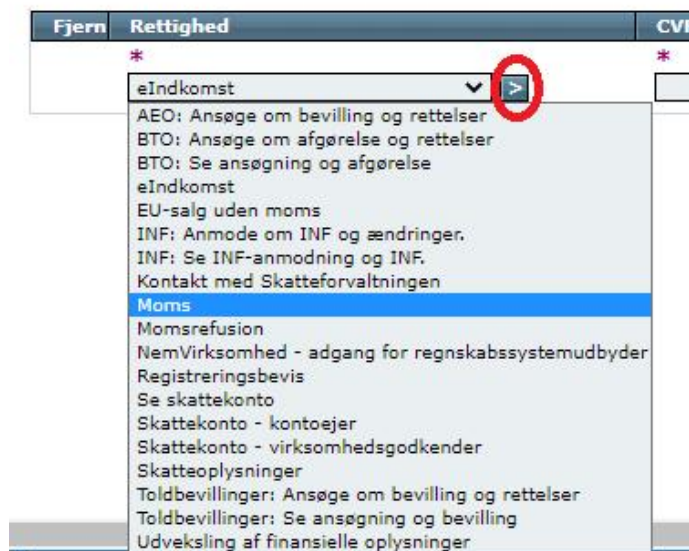 Fjern Rettighed CV
* *
eIndkomst >
AEO: Ansøge om bevilling og rettelser
BTO: Ansøge om afgørelse og rettelser
BTO: Se ansøgning og afgørelse
eIndkomst
EU-salg uden moms
INF: Anmode om INF og ændringer.
INF: Se INF-anmodning og INF.
Kontakt med Skatteforvaltningen
Moms
Momsrefusion
NemVirksomhed - adgang for regnskabssystemudbyder
Registreringsbevis
Se skattekonto
Skattekonto - kontoejer
Skattekonto - virksomhedsgodkender
Skatteoplysninger
Toldbevillinger: Ansøge om bevilling og rettelser
Toldbevillinger: Se ansøgning og bevilling
Udveksling af finansielle oplysninger